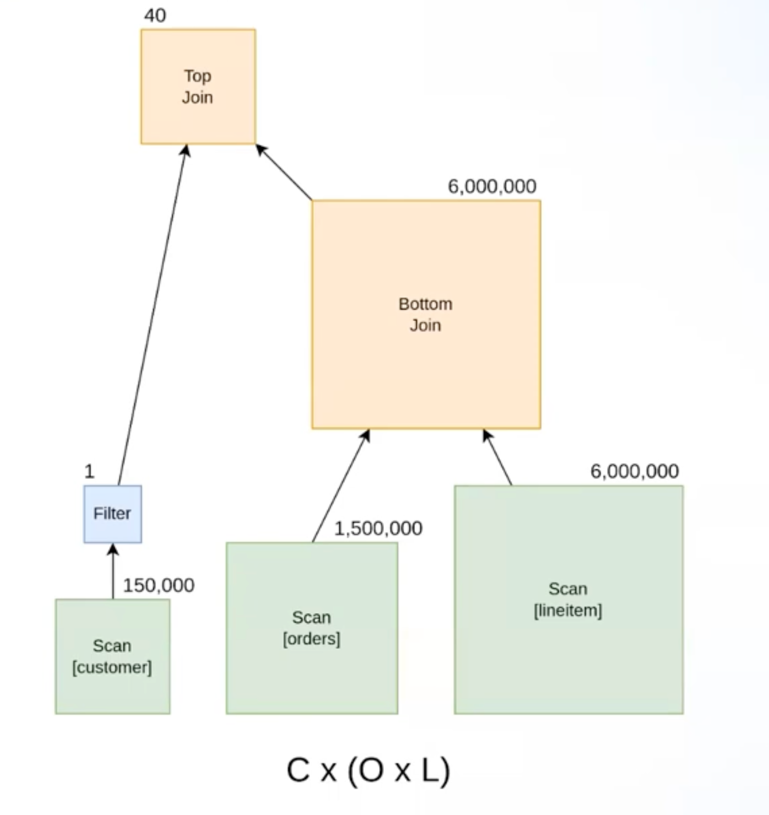 40
Top
Join
6,000,000
Bottom
Join
1
Filter
6,000,000
1,500,000
150,000
Scan
[lineitem]
Scan
[orders]
Scan
[customer]
C x (O x L)